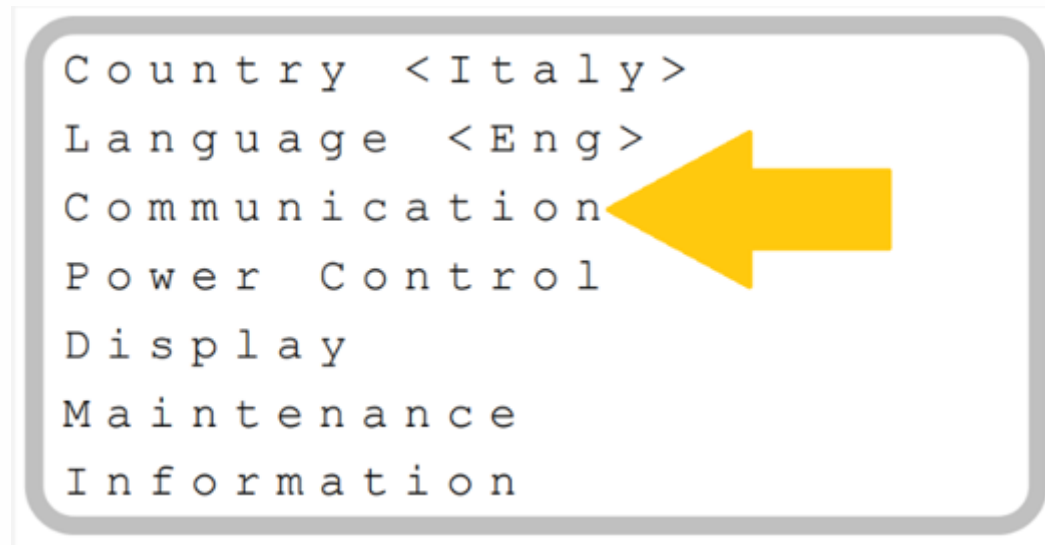 Country <Italy>
Language <Eng>
Communication
Power Control
Display
Maintenance
Information